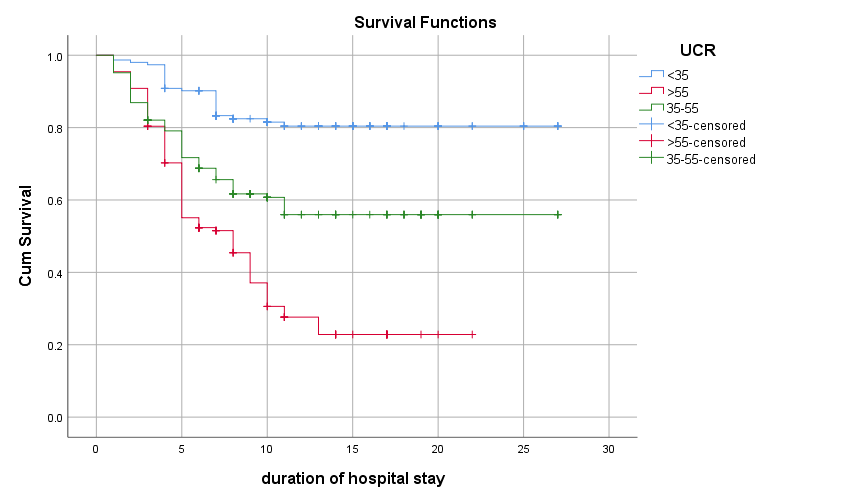 Survival Functions
UCR
<35
>55
35-55
<35-censored
>55-censored
35-55-censored
Cum Survival
1.0
0.8
0.6
0.4
0.2
0.0
0 5 10 15 20 25 30
duration of hospital stay